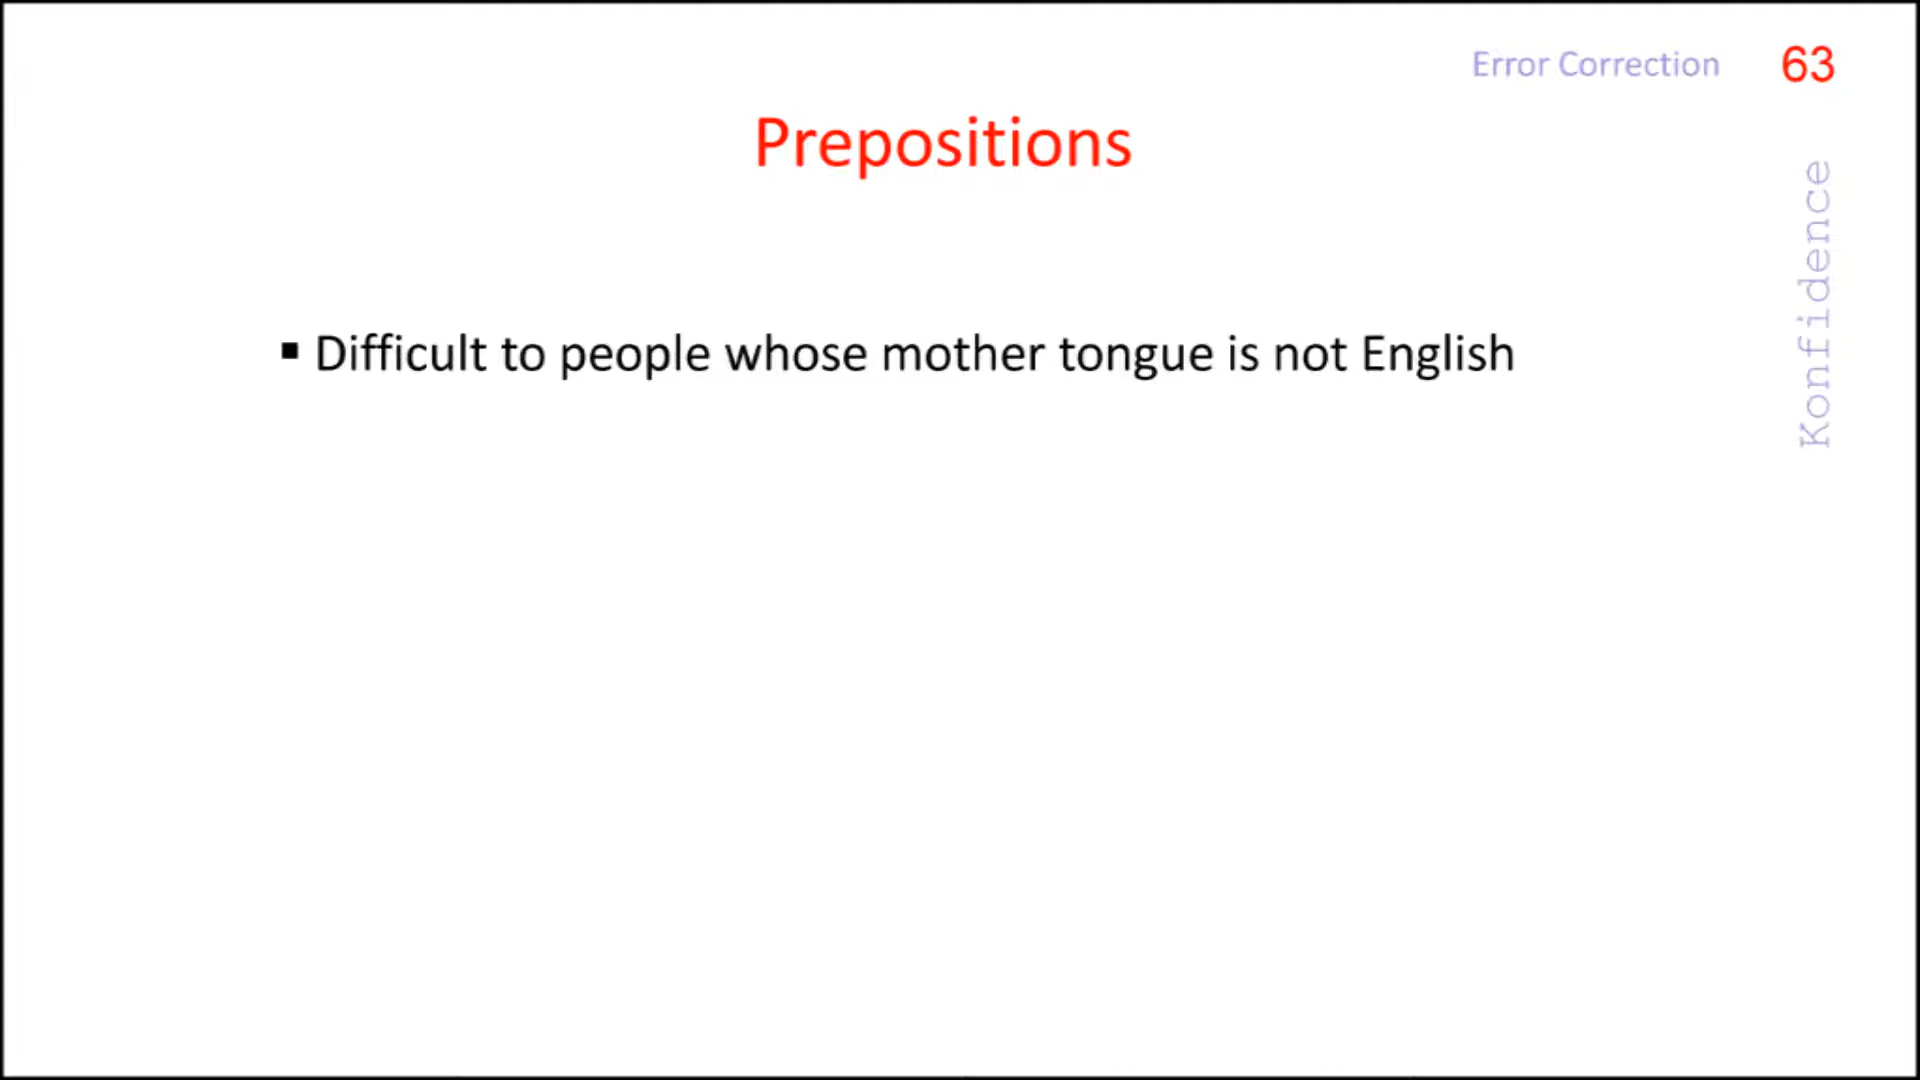 Error Correction 63
Prepositions
Konfidence
▪ Difficult to people whose mother tongue is not English